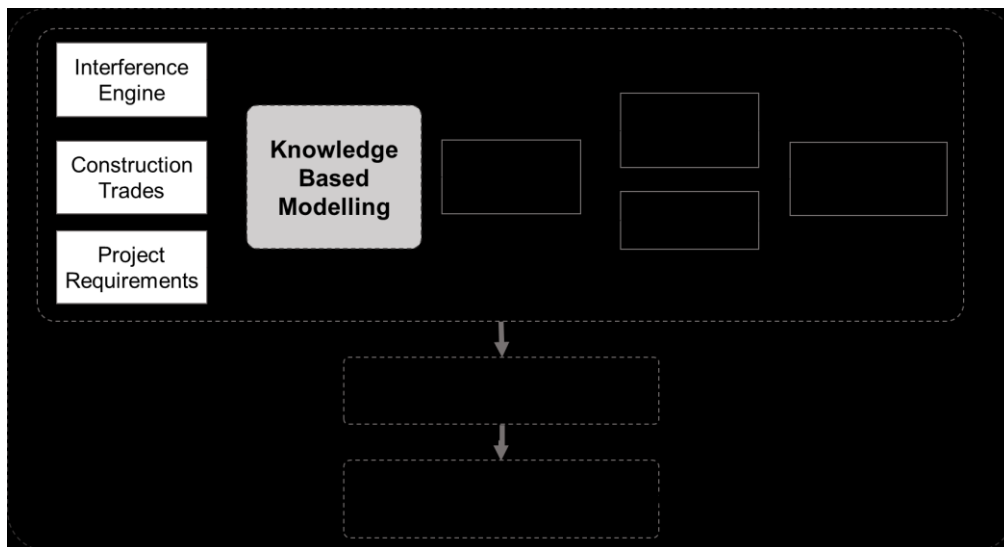 Interference
Engine
Construction
Trades
Project
Requirements
Knowledge
Based
Modelling